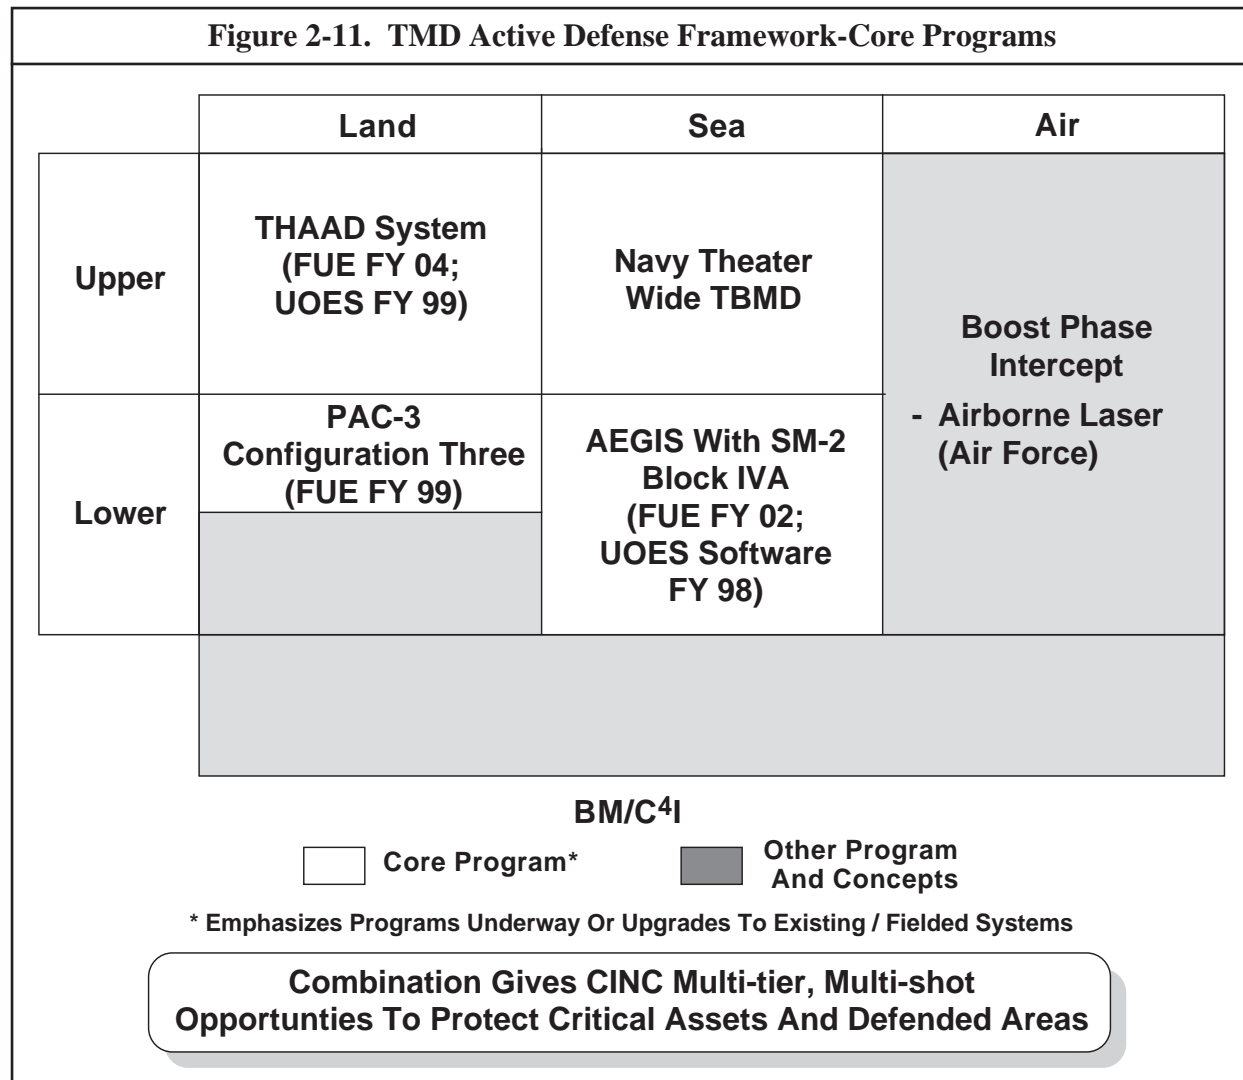 Figure 2-11. TMD Active Defense Framework-Core Programs
Land
Sea
Air
Upper
THAAD System
(FUE FY 04;
UOES FY 99)
Navy Theater
Wide TBMD
Boost Phase
Intercept
- Airborne Laser
(Air Force)
Lower
PAC-3
Configuration Three
(FUE FY 99)
AEGIS With SM-2
Block IVA
(FUE FY 02;
UOES Software
FY 98)
BM/C⁴I
Core Program*
Other Program
And Concepts
* Emphasizes Programs Underway Or Upgrades To Existing / Fielded Systems
Combination Gives CINC Multi-tier, Multi-shot
Opportunties To Protect Critical Assets And Defended Areas